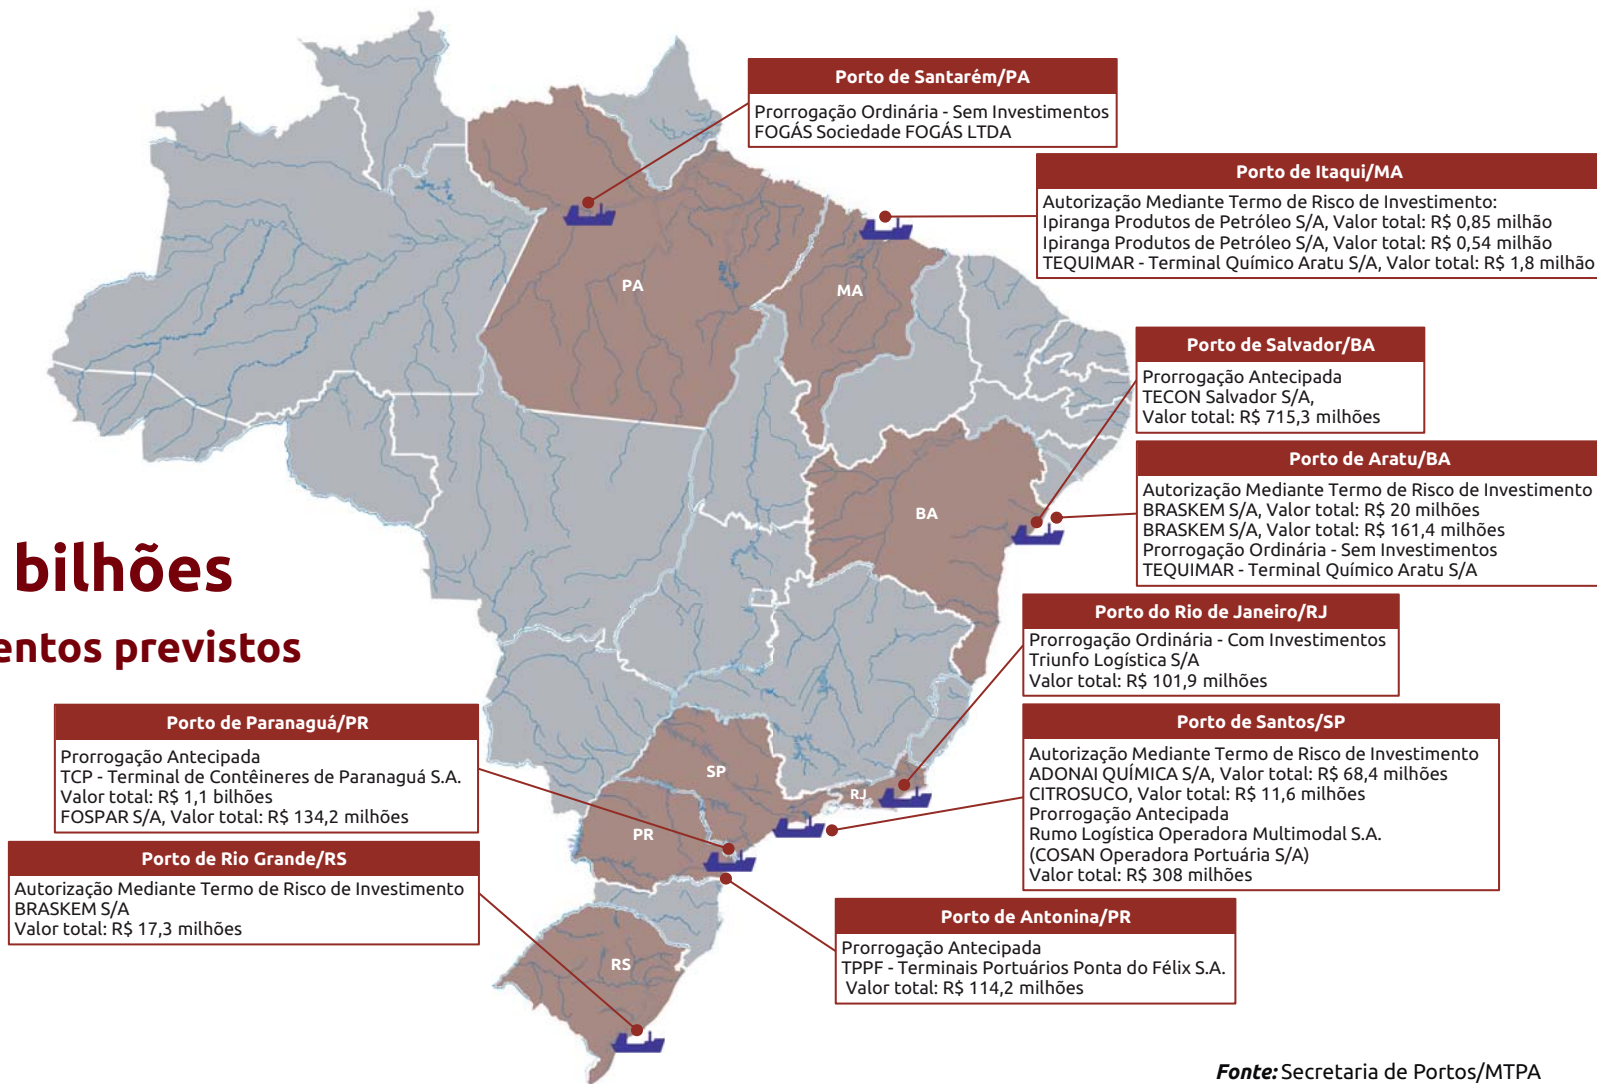 Porto de Santarém/PA
Prorrogação Ordinária - Sem Investimentos
FOGÁS Sociedade FOGÁS LTDA
Porto de Itaqui/MA
Autorização Mediante Termo de Risco de Investimento:
Ipiranga Produtos de Petróleo S/A, Valor total: R$ 0,85 milhão
Ipiranga Produtos de Petróleo S/A, Valor total: R$ 0,54 milhão
TEQUIMAR - Terminal Químico Aratu S/A, Valor total: R$ 1,8 milhão
PA
MA
Porto de Salvador/BA
Prorrogação Antecipada
TECON Salvador S/A,
Valor total: R$ 715,3 milhões
Porto de Aratu/BA
Autorização Mediante Termo de Risco de Investimento
BRASKEM S/A, Valor total: R$ 20 milhões
BRASKEM S/A, Valor total: R$ 161,4 milhões
Prorrogação Ordinária - Sem Investimentos
TEQUIMAR - Terminal Químico Aratu S/A
BA
bilhões
entos previstos
Porto do Rio de Janeiro/RJ
Prorrogação Ordinária - Com Investimentos
Triunfo Logística S/A
Valor total: R$ 101,9 milhões
Porto de Paranaguá/PR
Prorrogação Antecipada
TCP - Terminal de Contêineres de Paranaguá S.A.
Valor total: R$ 1,1 bilhões
FOSPAR S/A, Valor total: R$ 134,2 milhões
Porto de Santos/SP
Autorização Mediante Termo de Risco de Investimento
ADONAI QUÍMICA S/A, Valor total: R$ 68,4 milhões
CITROSUCO, Valor total: R$ 11,6 milhões
Prorrogação Antecipada
Rumo Logística Operadora Multimodal S.A.
(COSAN Operadora Portuária S/A)
Valor total: R$ 308 milhões
SP
RJ
PR
Porto de Rio Grande/RS
Autorização Mediante Termo de Risco de Investimento
BRASKEM S/A
Valor total: R$ 17,3 milhões
Porto de Antonina/PR
Prorrogação Antecipada
TPPF - Terminais Portuários Ponta do Félix S.A.
Valor total: R$ 114,2 milhões
RS
Fonte: Secretaria de Portos/MTPA